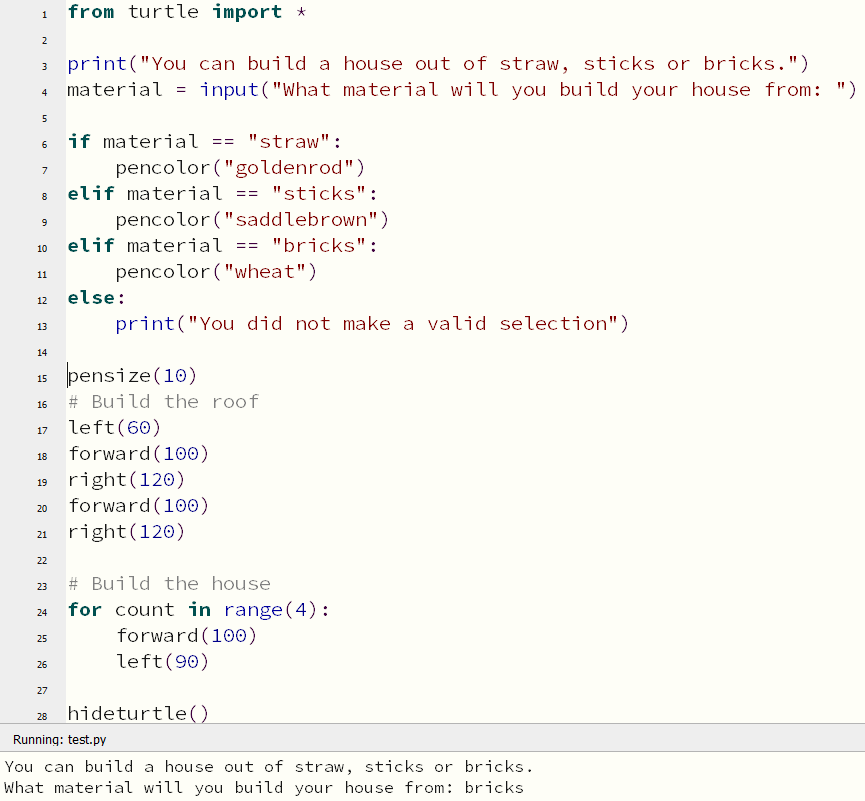 1 from turtle import *
2
3 print("You can build a house out of straw, sticks or bricks.")
4 material = input("What material will you build your house from: ")
5
6 if material == "straw":
7     pencolor("goldenrod")
8 elif material == "sticks":
9     pencolor("saddlebrown")
10 elif material == "bricks":
11     pencolor("wheat")
12 else:
13     print("You did not make a valid selection")
14
15 pensize(10)
16 # Build the roof
17 left(60)
18 forward(100)
19 right(120)
20 forward(100)
21 right(120)
22
23 # Build the house
24 for count in range(4):
25     forward(100)
26     left(90)
27
28 hideturtle()
Running: test.py
You can build a house out of straw, sticks or bricks.
What material will you build your house from: bricks